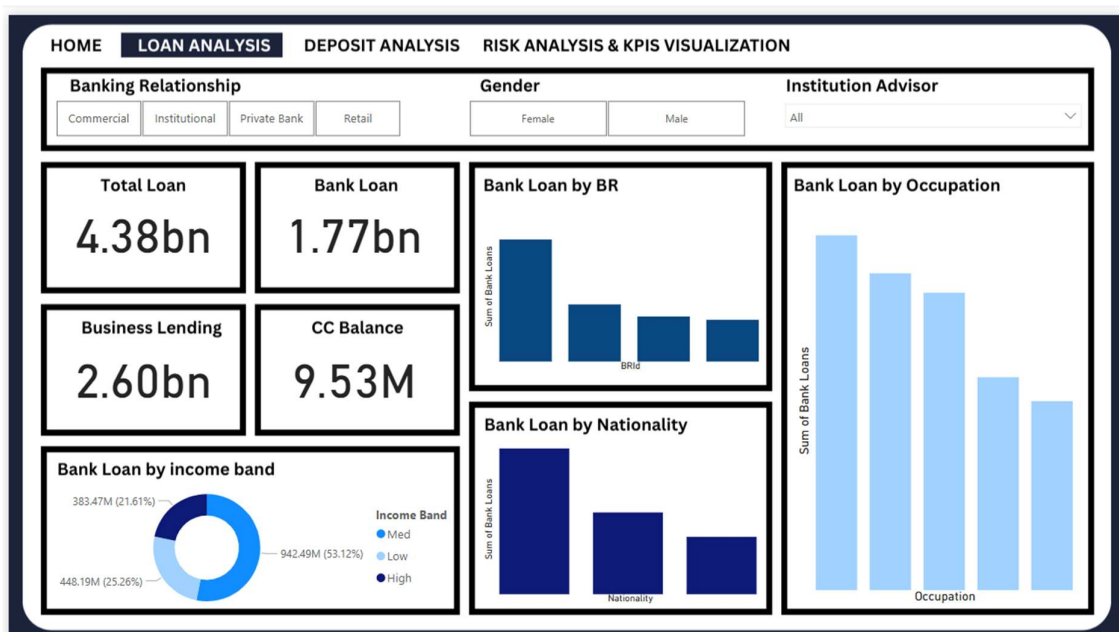 HOME LOAN ANALYSIS DEPOSIT ANALYSIS RISK ANALYSIS & KPIS VISUALIZATION
Banking Relationship
Commercial Institutional Private Bank Retail
Gender
Female Male
Institution Advisor
All
Total Loan
4.38bn
Bank Loan
1.77bn
Business Lending
2.60bn
CC Balance
9.53M
Bank Loan by income band
383.47M (21.61%)
448.19M (25.26%)
942.49M (53.12%)
Income Band
Med
Low
High
Bank Loan by BR
Sum of Bank Loans
BRId
Bank Loan by Nationality
Sum of Bank Loans
Nationality
Bank Loan by Occupation
Sum of Bank Loans
Occupation